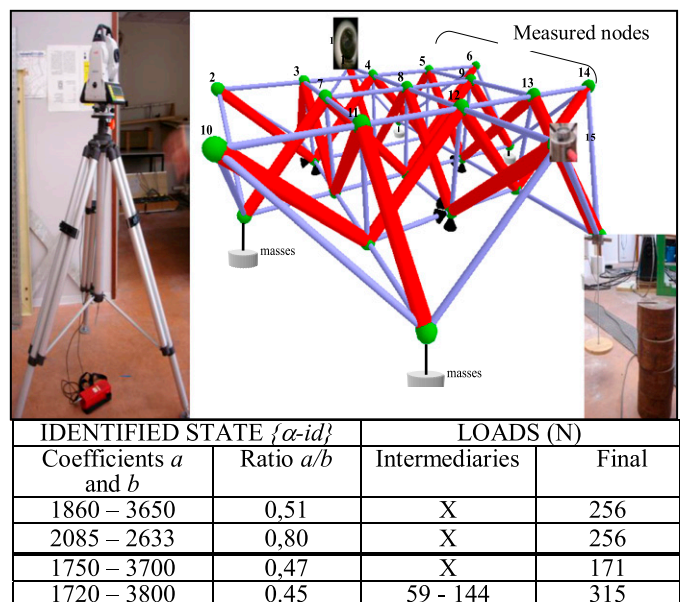 Measured nodes
1
2
3
4
5
6
7
8
9
10
11
12
13
14
15
1
masses
masses
IDENTIFIED STATE {α-id} LOADS (N)
Coefficients a and b Ratio a/b Intermediaries Final
1860 – 3650 0,51 X 256
2085 – 2633 0,80 X 256
1750 – 3700 0,47 X 171
1720 – 3800 0,45 59 - 144 315